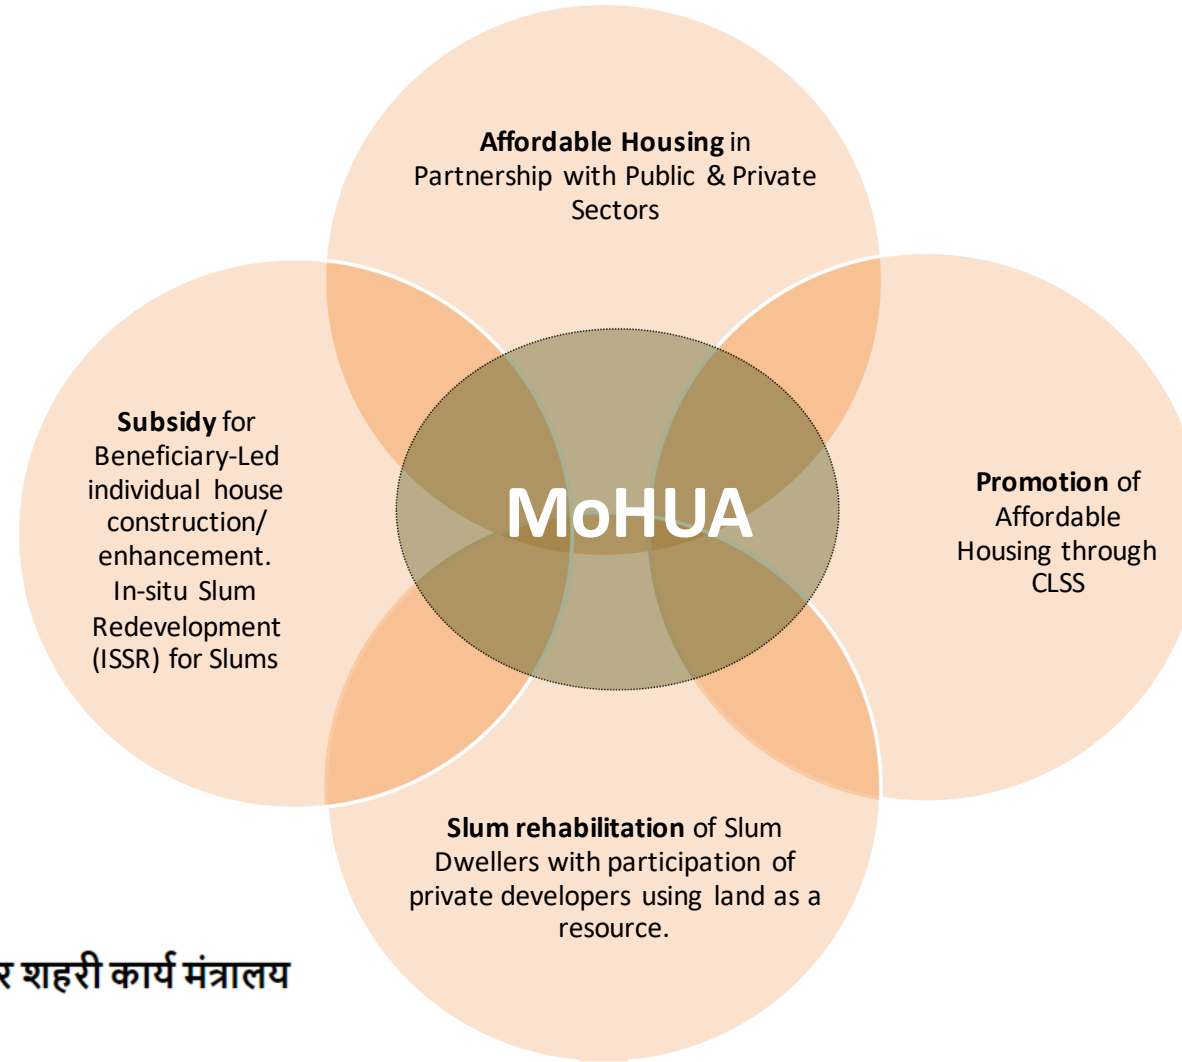 Affordable Housing in
Partnership with Public & Private
Sectors
Subsidy for
Beneficiary-Led
individual house
construction/
enhancement.
In-situ Slum
Redevelopment
(ISSR) for Slums
MoHUA
Promotion of
Affordable
Housing through
CLSS
Slum rehabilitation of Slum
Dwellers with participation of
private developers using land as a
resource.
शहरी कार्य मंत्रालय